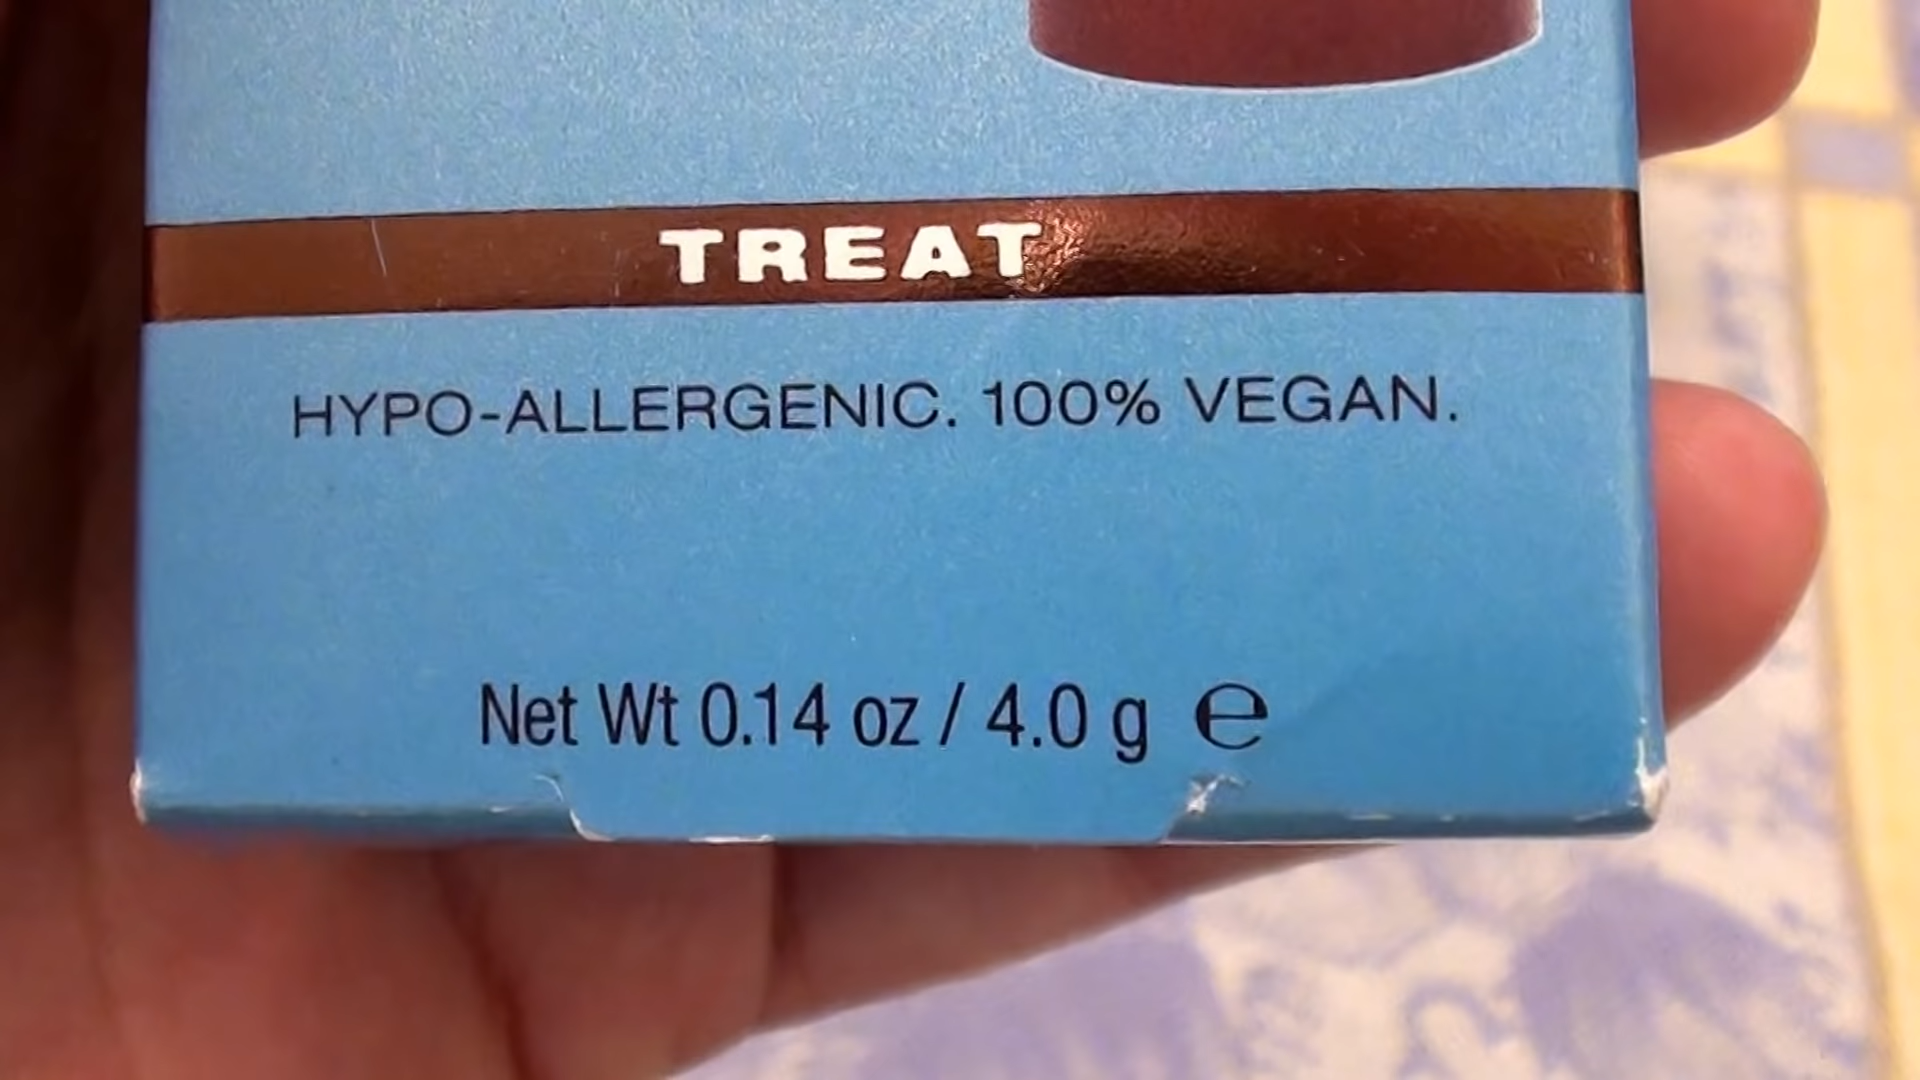 TREAT
HYPO-ALLERGENIC. 100% VEGAN.
Net Wt 0.14 oz / 4.0 g ℮